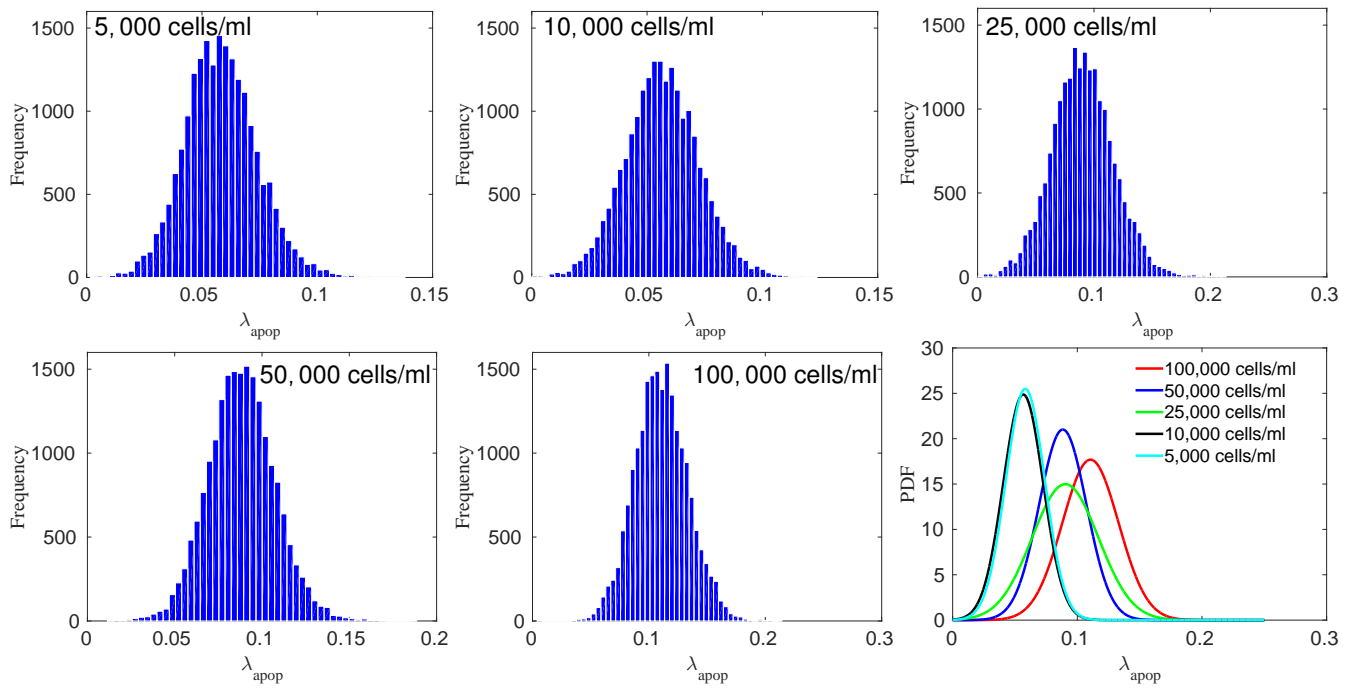 5,000 cells/ml
1500
1000
500
0
Frequency
0 0.05 0.1 0.15
λapop
10,000 cells/ml
1500
1000
500
0
Frequency
0 0.05 0.1 0.15
λapop
25,000 cells/ml
1500
1000
500
0
Frequency
0 0.1 0.2 0.3
λapop
50,000 cells/ml
1500
1000
500
0
Frequency
0 0.05 0.1 0.15 0.2
λapop
100,000 cells/ml
1500
1000
500
0
Frequency
0 0.1 0.2 0.3
λapop
30
25
20
15
10
5
0
PDF
100,000 cells/ml
50,000 cells/ml
25,000 cells/ml
10,000 cells/ml
5,000 cells/ml
0 0.1 0.2 0.3
λapop